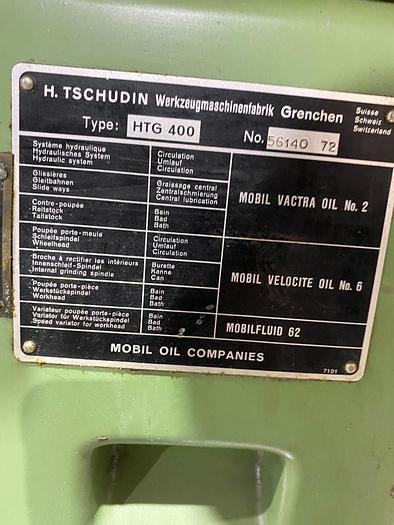 H. TSCHUDIN Werkzeugmaschinenfabrik Grenchen
Suisse
Schweiz
Switzerland
Type: HTG 400 No. 56140 72
Système hydraulique
Hydraulisches System
Hydraulic system
Circulation
Umlauf
Circulation
Glissières
Gleitbahnen
Slide ways
Graissage central
Zentralschmierung
Central lubrication
MOBIL VACTRA OIL No. 2
Contre-poupée
Reitstock
Tailstock
Bain
Bad
Bath
Poupée porte-meule
Schleifspindel
Wheelhead
Circulation
Umlauf
Circulation
Broche à rectifier les intérieurs
Innenschleif-Spindel
Internal grinding spindle
Burette
Kanne
Can
MOBIL VELOCITE OIL No. 6
Poupée porte-pièce
Werkstückspindel
Workhead
Bain
Bad
Bath
Variateur poupée porte-pièce
Variator für Werkstückspindel
Speed variator for workhead
Bain
Bad
Bath
MOBILFLUID 62
MOBIL OIL COMPANIES
7101